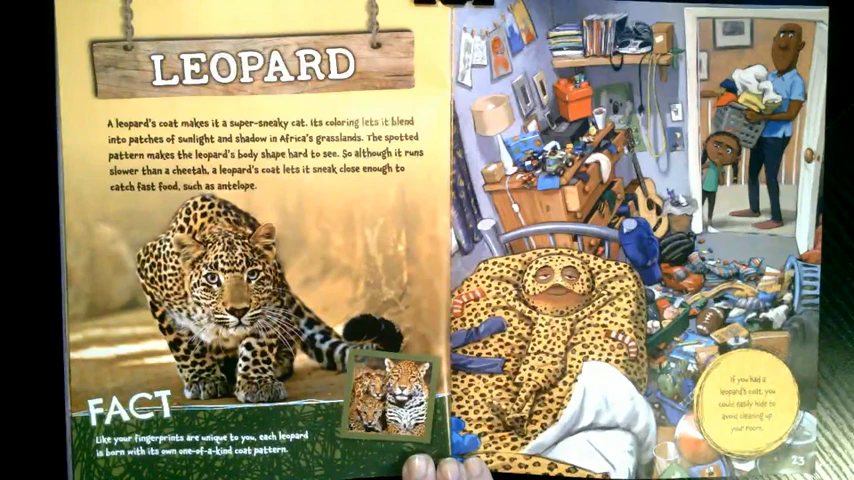 LEOPARD
A leopard's coat makes it a super-sneaky cat. Its coloring lets it blend
into patches of sunlight and shadow in Africa's grasslands. The spotted
pattern makes the leopard's body shape hard to see. So although it runs
slower than a cheetah, a leopard's coat lets it sneak close enough to
catch fast food, such as antelope.
FACT
Like your fingerprints are unique to you, each leopard
is born with its own one-of-a-kind coat pattern.
If you had a
leopard's coat, you
could easily hide to
avoid cleaning up
your room.
23